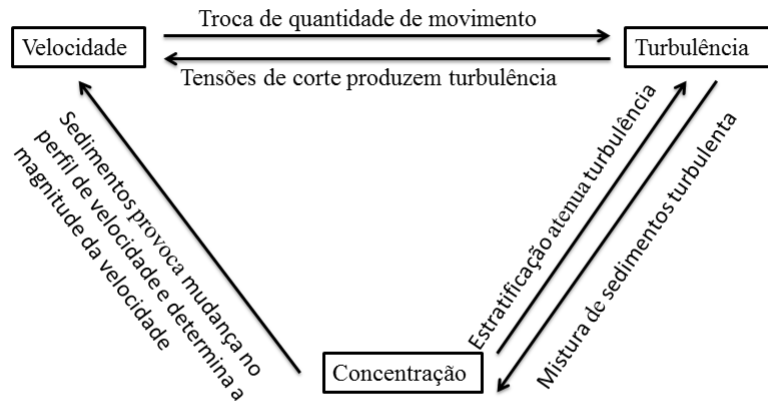 Troca de quantidade de movimento
Velocidade
Turbulência
Tensões de corte produzem turbulência
Sedimentos provoca mudança no
perfil de velocidade e determina a
magnitude da velocidade
Estratificação atenua turbulência
Mistura de sedimentos turbulenta
Concentração